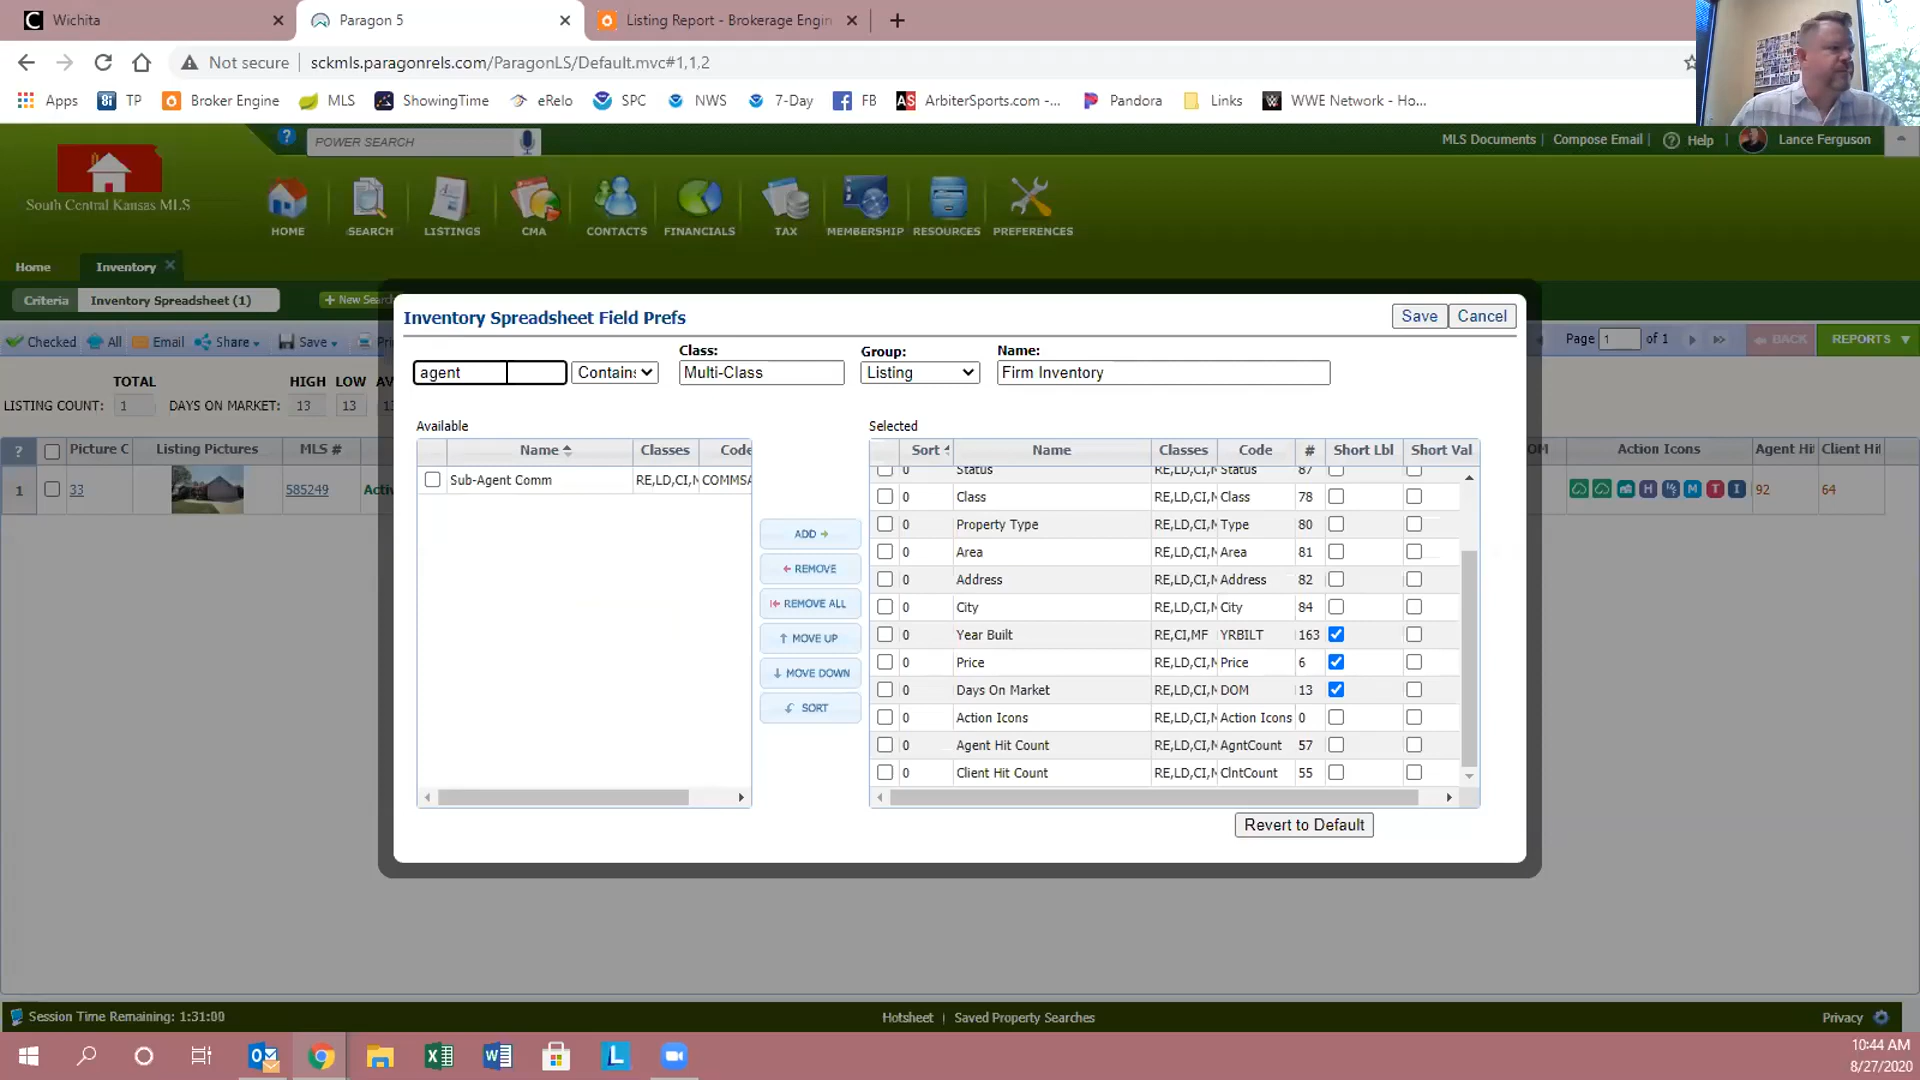 Wichita
Paragon 5
Listing Report - Brokerage Engin
Not secure
sckmls.paragonrels.com/ParagonLS/Default.mvc#1,1,2
Apps
8i TP
Broker Engine
MLS
ShowingTime
eRelo
SPC
NWS
7-Day
FB
AS ArbiterSports.com -...
Pandora
Links
WWE Network - Ho...
? POWER SEARCH
MLS Documents | Compose Email | ? Help | Lance Ferguson
South Central Kansas MLS
HOME
SEARCH
LISTINGS
CMA
CONTACTS
FINANCIALS
TAX
MEMBERSHIP
RESOURCES
PREFERENCES
Home
Inventory
Criteria
Inventory Spreadsheet (1)
+ New Search
Checked
All
Email
Share
Save
Page 1 of 1
BACK
REPORTS
TOTAL
HIGH LOW
LISTING COUNT: 1
DAYS ON MARKET: 13 13
? Picture C Listing Pictures MLS #
Action Icons Agent Hi Client Hi
1 33 585249
H M T I 92 64
Inventory Spreadsheet Field Prefs
Save Cancel
Class:
Group:
Name:
agent
Contains
Multi-Class
Listing
Firm Inventory
Available
Name Classes Code
Sub-Agent Comm RE,LD,CI, COMMSA
ADD
REMOVE
REMOVE ALL
MOVE UP
MOVE DOWN
SORT
Selected
Sort Name Classes Code # Short Lbl Short Val
0 Status RE,LD,CI, Status 87
0 Class RE,LD,CI, Class 78
0 Property Type RE,LD,CI, Type 80
0 Area RE,LD,CI, Area 81
0 Address RE,LD,CI, Address 82
0 City RE,LD,CI, City 84
0 Year Built RE,CI,MF YRBILT 163
0 Price RE,LD,CI, Price 6
0 Days On Market RE,LD,CI, DOM 13
0 Action Icons RE,LD,CI, Action Icons 0
0 Agent Hit Count RE,LD,CI, AgntCount 57
0 Client Hit Count RE,LD,CI, ClntCount 55
Revert to Default
Session Time Remaining: 1:31:00
Hotsheet | Saved Property Searches
Privacy
10:44 AM
8/27/2020